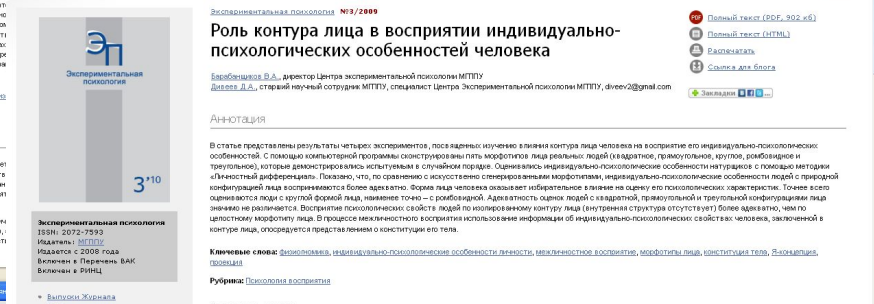 Экспериментальная психология №3/2009
Роль контура лица в восприятии индивидуально-
психологических особенностей человека
Барабанщиков В.А., директор Центра экспериментальной психологии МГППУ
Дивеев Д.А., старший научный сотрудник МГППУ, специалист Центра Экспериментальной психологии МГППУ, diveev2@gmail.com
PDF Полный текст (PDF, 902 кб)
Полный текст (HTML)
Распечатать
Ссылка для блога
Закладки
Аннотация
В статье представлены результаты четырех экспериментов, посвященных изучению влияния контура лица человека на восприятие его индивидуально-психологических
особенностей. С помощью компьютерной программы сконструированы пять морфотипов лица реальных людей (квадратное, прямоугольное, круглое, ромбовидное и
треугольное), которые демонстрировались испытуемым в случайном порядке. Оценивались индивидуально-психологические особенности натурщиков с помощью методики
«Личностный дифференциал». Показано, что, по сравнению с искусственно сгенерированными морфотипами, индивидуально-психологические особенности людей с природной
конфигурацией лица воспринимаются более адекватно. Форма лица человека оказывает избирательное влияние на оценку его психологических характеристик. Точнее всего
оцениваются люди с круглой формой лица, наименее точно – с ромбовидной. Адекватность оценок людей с квадратной, прямоугольной и треугольной конфигурациями лица
значимо не различается. Восприятие психологических свойств людей по изолированному контуру лица (внутренняя структура отсутствует) более адекватно, чем по
целостному морфотипу лица. В процессе межличностного восприятия использование информации об индивидуально-психологических свойствах человека, заключенной в
контуре лица, опосредуется представлением о конституции его тела.
Ключевые слова: физиогномика, индивидуально-психологические особенности личности, межличностное восприятие, морфотипы лица, конституция тела, Я-концепция,
проекция
Рубрика: Психология восприятия
ЭП
Экспериментальная
психология
3*10
Экспериментальная психология
ISSN: 2072-7593
Издатель: МГППУ
Издается с 2008 года
Включен в Перечень ВАК
Включен в РИНЦ
Выпуски Журнала